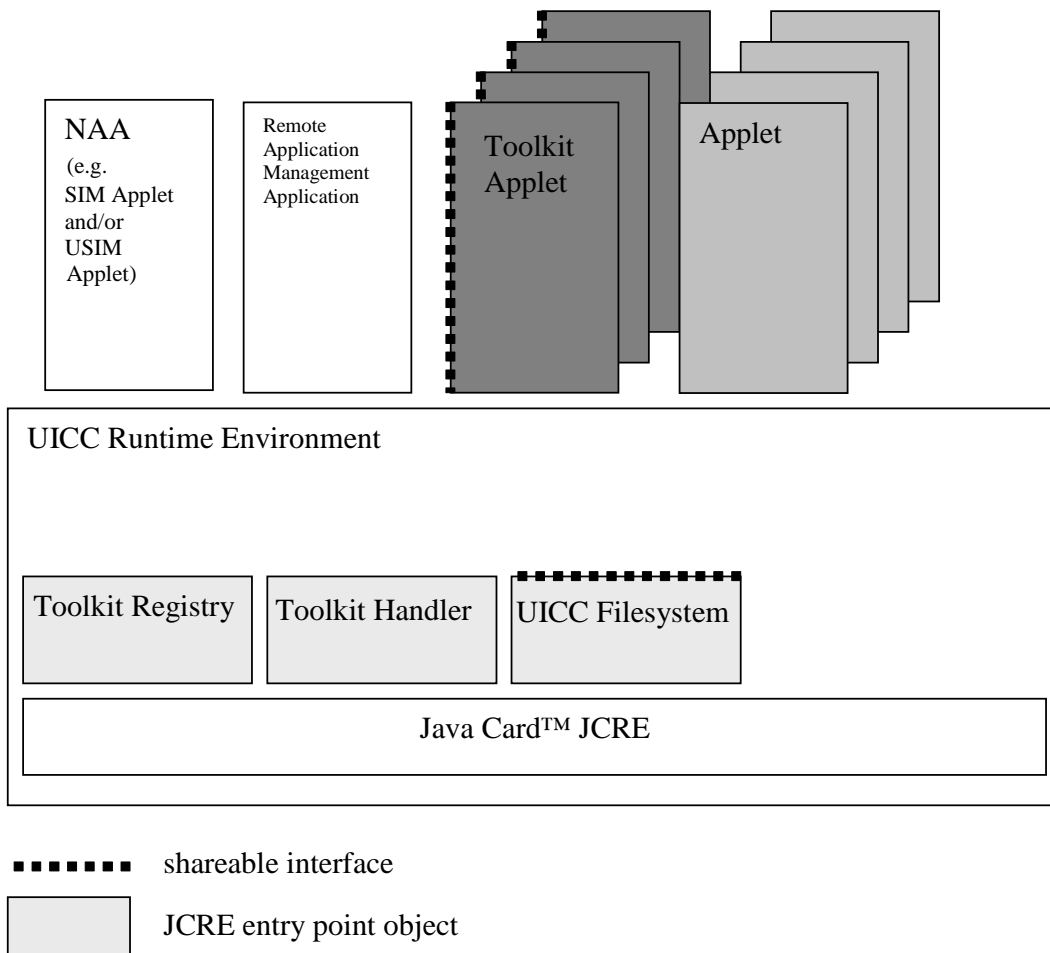 NAA
(e.g.
SIM Applet
and/or
USIM
Applet)
Remote
Application
Management
Application
Toolkit
Applet
Applet
UICC Runtime Environment
Toolkit Registry
Toolkit Handler
UICC Filesystem
Java Card™ JCRE
shareable interface
JCRE entry point object